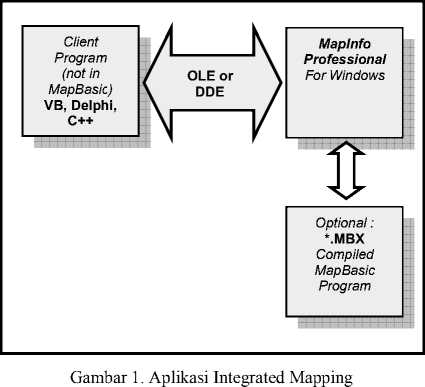 Client
Program
(not in
MapBasic)
VB, Delphi,
C++
OLE or
DDE
MapInfo
Professional
For Windows
Optional :
*.MBX
Compiled
MapBasic
Program
Gambar 1. Aplikasi Integrated Mapping